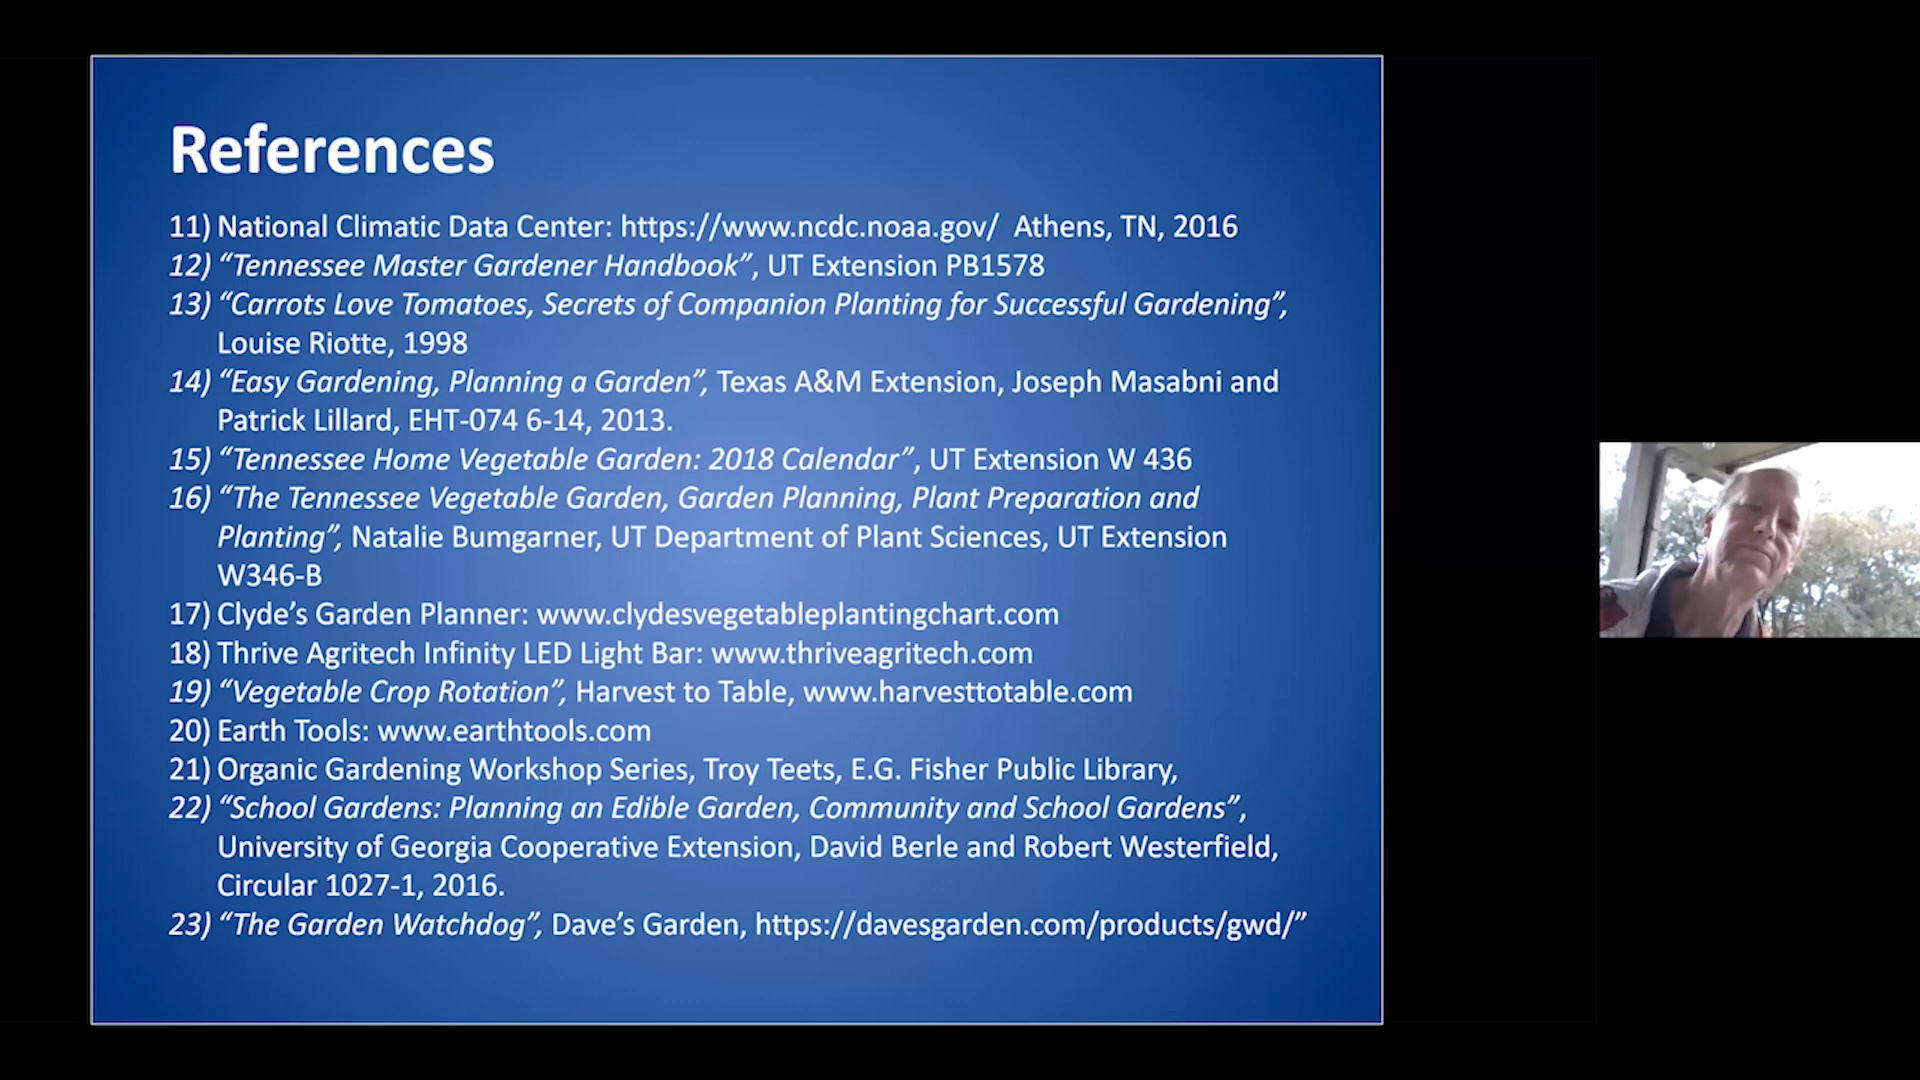 References
11) National Climatic Data Center: https://www.ncdc.noaa.gov/  Athens, TN, 2016
12) “Tennessee Master Gardener Handbook”, UT Extension PB1578
13) “Carrots Love Tomatoes, Secrets of Companion Planting for Successful Gardening”,
Louise Riotte, 1998
14) “Easy Gardening, Planning a Garden”, Texas A&M Extension, Joseph Masabni and
Patrick Lillard, EHT-074 6-14, 2013.
15) “Tennessee Home Vegetable Garden: 2018 Calendar”, UT Extension W 436
16) “The Tennessee Vegetable Garden, Garden Planning, Plant Preparation and
Planting”, Natalie Bumgarner, UT Department of Plant Sciences, UT Extension
W346-B
17) Clyde’s Garden Planner: www.clydesvegetableplantingchart.com
18) Thrive Agritech Infinity LED Light Bar: www.thriveagritech.com
19) “Vegetable Crop Rotation”, Harvest to Table, www.harvesttotable.com
20) Earth Tools: www.earthtools.com
21) Organic Gardening Workshop Series, Troy Teets, E.G. Fisher Public Library,
22) “School Gardens: Planning an Edible Garden, Community and School Gardens”,
University of Georgia Cooperative Extension, David Berle and Robert Westerfield,
Circular 1027-1, 2016.
23) “The Garden Watchdog”, Dave’s Garden, https://davesgarden.com/products/gwd/”